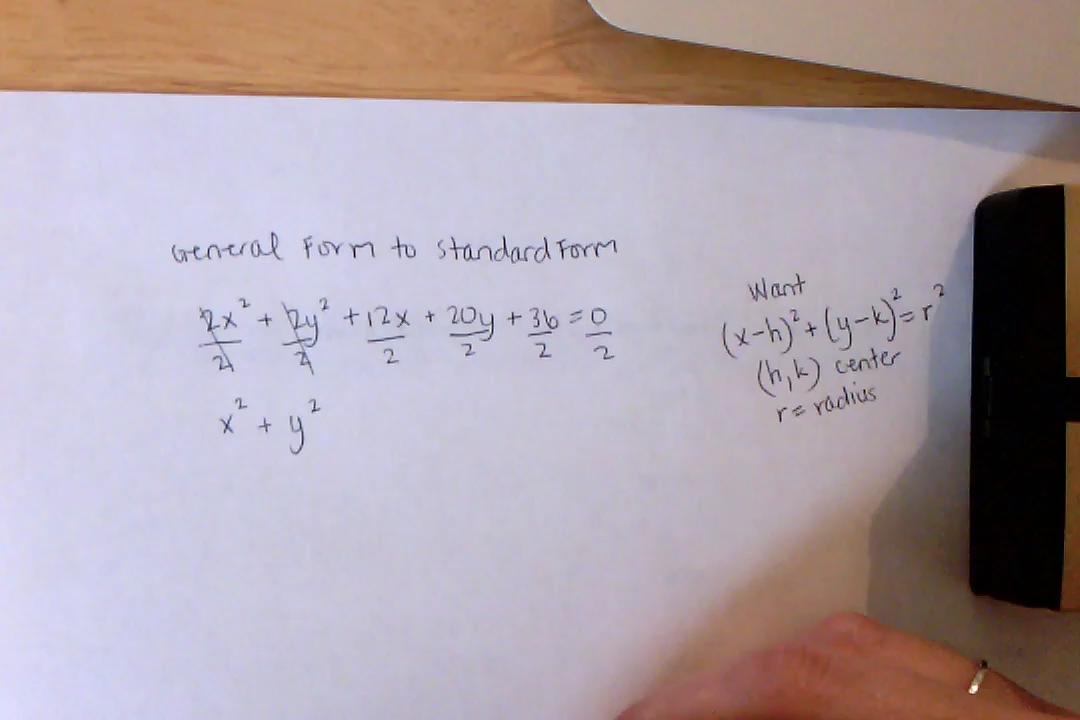 General Form to Standard Form
2x² + 2y² + 12x + 20y + 36 = 0
2 2 2 2 2 2
x² + y²
Want
(x-h)² + (y-k)² = r²
(h,k) center
r = radius